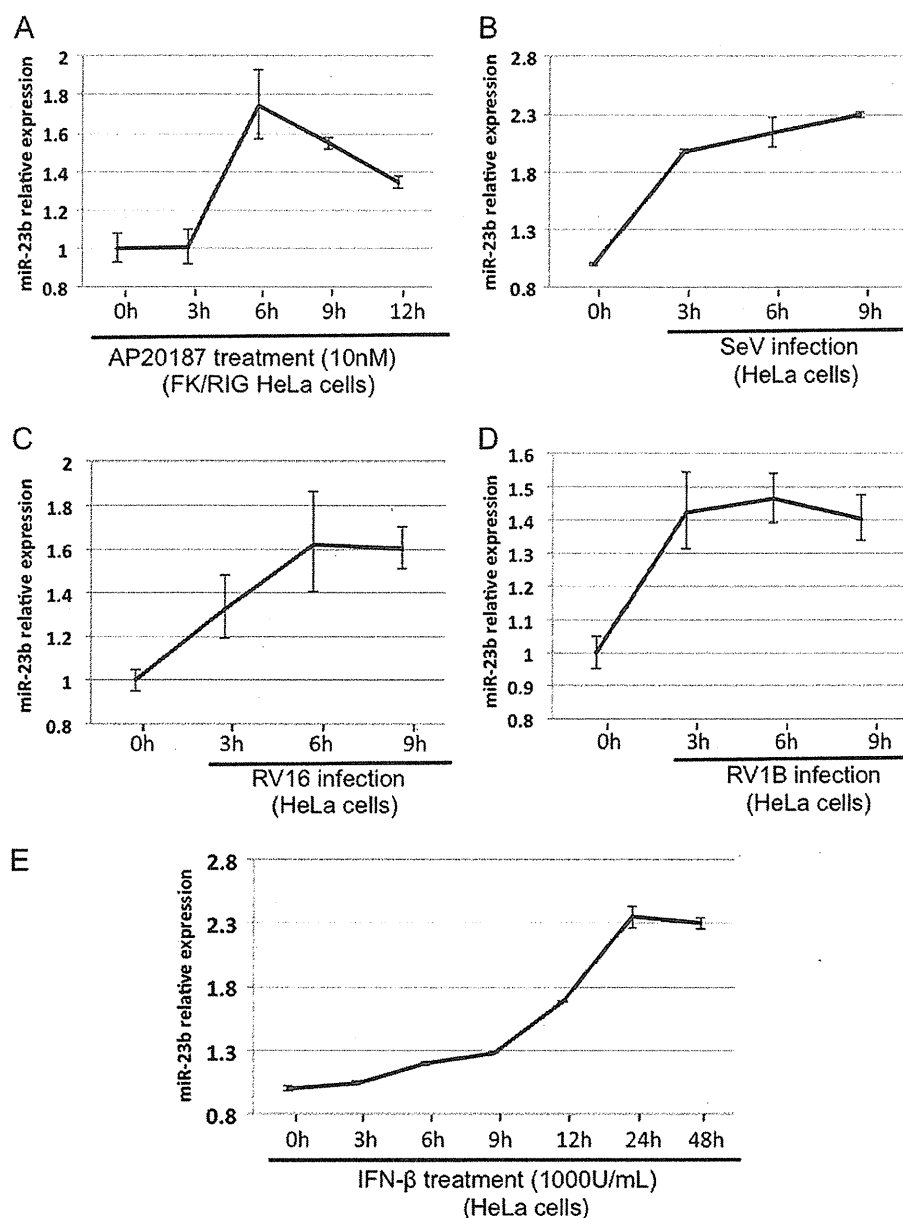 A
miR-23b relative expression
2
1.8
1.6
1.4
1.2
1
0.8
0h 3h 6h 9h 12h
AP20187 treatment (10nM)
(FK/RIG HeLa cells)
B
miR-23b relative expression
2.8
2.3
1.8
1.3
0.8
0h 3h 6h 9h
SeV infection
(HeLa cells)
C
miR-23b relative expression
2
1.8
1.6
1.4
1.2
1
0.8
0h 3h 6h 9h
RV16 infection
(HeLa cells)
D
miR-23b relative expression
1.6
1.5
1.4
1.3
1.2
1.1
1
0.9
0.8
0h 3h 6h 9h
RV1B infection
(HeLa cells)
E
miR-23b relative expression
2.8
2.3
1.8
1.3
0.8
0h 3h 6h 9h 12h 24h 48h
IFN-β treatment (1000U/mL)
(HeLa cells)